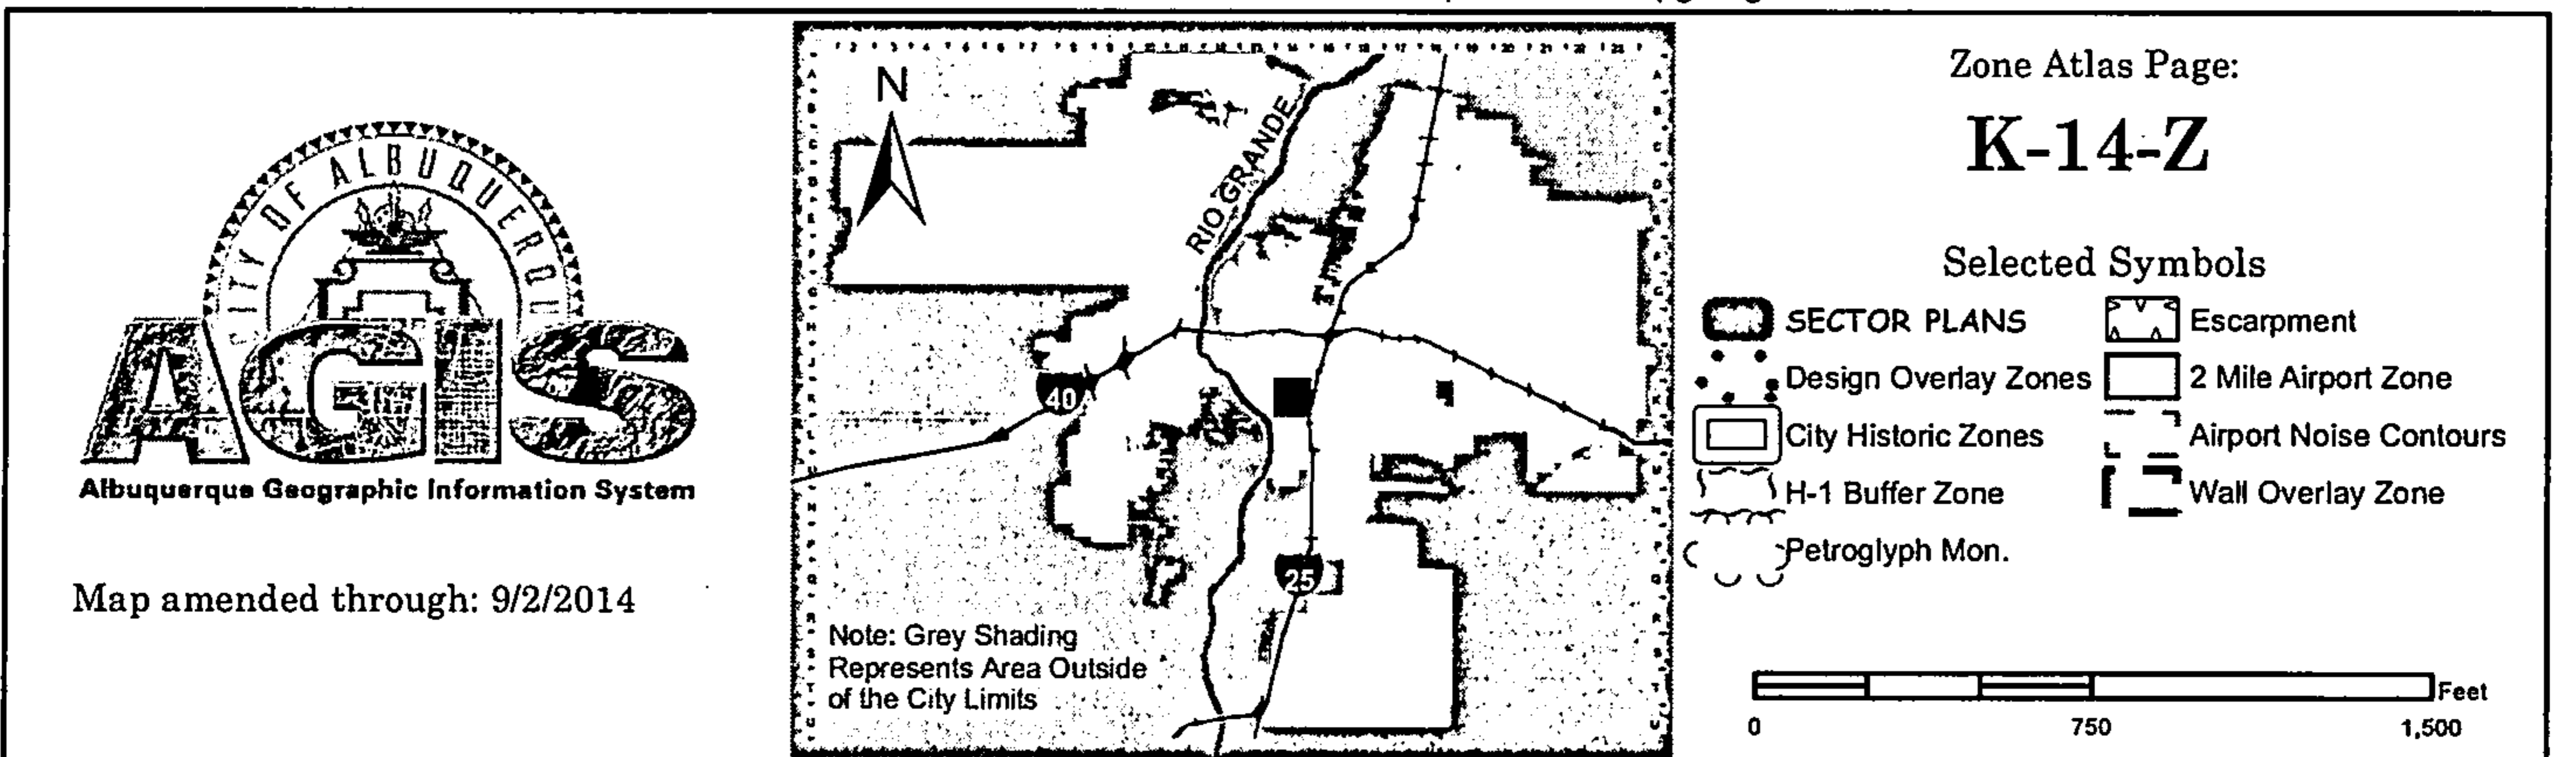 CITY OF ALBUQUERQUE
AGIS
Albuquerque Geographic Information System
Map amended through: 9/2/2014
N
RIO GRANDE
40
25
Note: Grey Shading
Represents Area Outside
of the City Limits
Zone Atlas Page:
K-14-Z
Selected Symbols
SECTOR PLANS
Escarpment
Design Overlay Zones
2 Mile Airport Zone
City Historic Zones
Airport Noise Contours
H-1 Buffer Zone
Wall Overlay Zone
Petroglyph Mon.
Feet
0 750 1,500